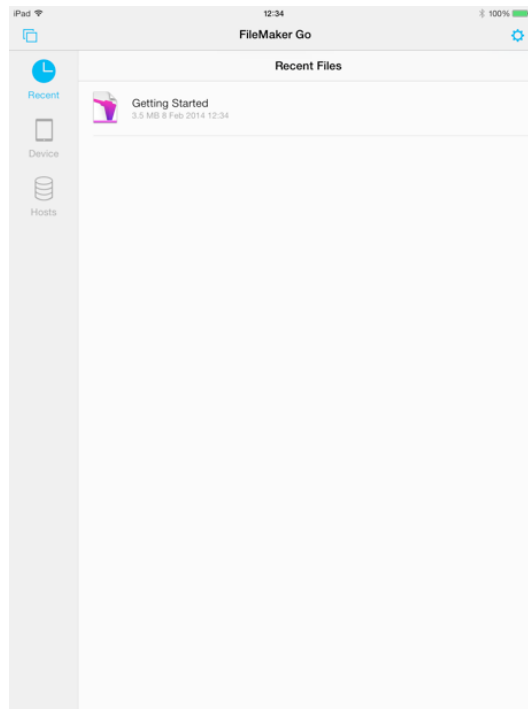 iPad 12:34 100%
FileMaker Go
Recent Files
Recent
Getting Started
3,5 MB 8 Feb 2014 12:34
Device
Hosts